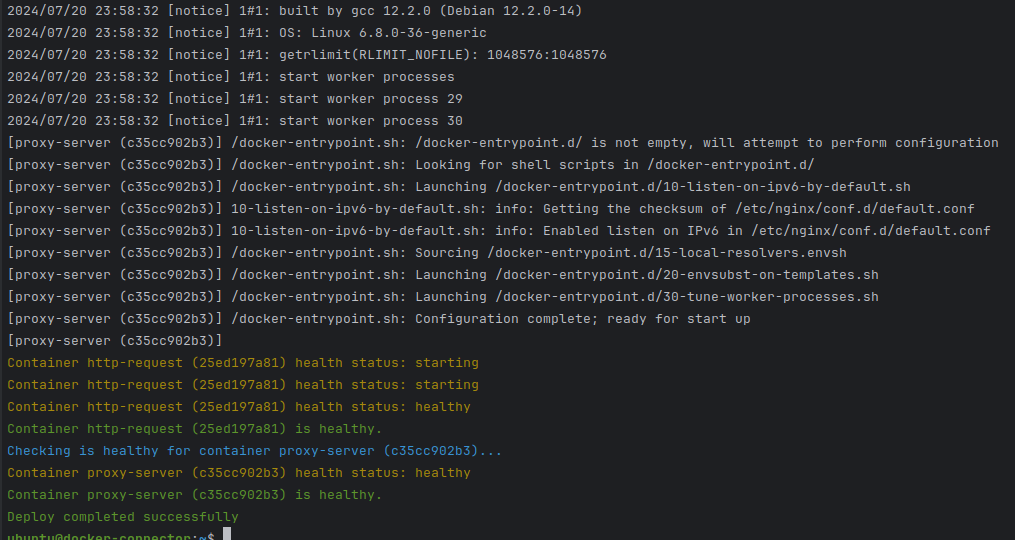 2024/07/20 23:58:32 [notice] 1#1: built by gcc 12.2.0 (Debian 12.2.0-14)
2024/07/20 23:58:32 [notice] 1#1: OS: Linux 6.8.0-36-generic
2024/07/20 23:58:32 [notice] 1#1: getrlimit(RLIMIT_NOFILE): 1048576:1048576
2024/07/20 23:58:32 [notice] 1#1: start worker processes
2024/07/20 23:58:32 [notice] 1#1: start worker process 29
2024/07/20 23:58:32 [notice] 1#1: start worker process 30
[proxy-server (c35cc902b3)] /docker-entrypoint.sh: /docker-entrypoint.d/ is not empty, will attempt to perform configuration
[proxy-server (c35cc902b3)] /docker-entrypoint.sh: Looking for shell scripts in /docker-entrypoint.d/
[proxy-server (c35cc902b3)] /docker-entrypoint.sh: Launching /docker-entrypoint.d/10-listen-on-ipv6-by-default.sh
[proxy-server (c35cc902b3)] 10-listen-on-ipv6-by-default.sh: info: Getting the checksum of /etc/nginx/conf.d/default.conf
[proxy-server (c35cc902b3)] 10-listen-on-ipv6-by-default.sh: info: Enabled listen on IPv6 in /etc/nginx/conf.d/default.conf
[proxy-server (c35cc902b3)] /docker-entrypoint.sh: Sourcing /docker-entrypoint.d/15-local-resolvers.envsh
[proxy-server (c35cc902b3)] /docker-entrypoint.sh: Launching /docker-entrypoint.d/20-envsubst-on-templates.sh
[proxy-server (c35cc902b3)] /docker-entrypoint.sh: Launching /docker-entrypoint.d/30-tune-worker-processes.sh
[proxy-server (c35cc902b3)] /docker-entrypoint.sh: Configuration complete; ready for start up
[proxy-server (c35cc902b3)]
Container http-request (25ed197a81) health status: starting
Container http-request (25ed197a81) health status: starting
Container http-request (25ed197a81) health status: healthy
Container http-request (25ed197a81) is healthy.
Checking is healthy for container proxy-server (c35cc902b3)...
Container proxy-server (c35cc902b3) health status: healthy
Container proxy-server (c35cc902b3) is healthy.
Deploy completed successfully
ubuntu@docker-connector:~$